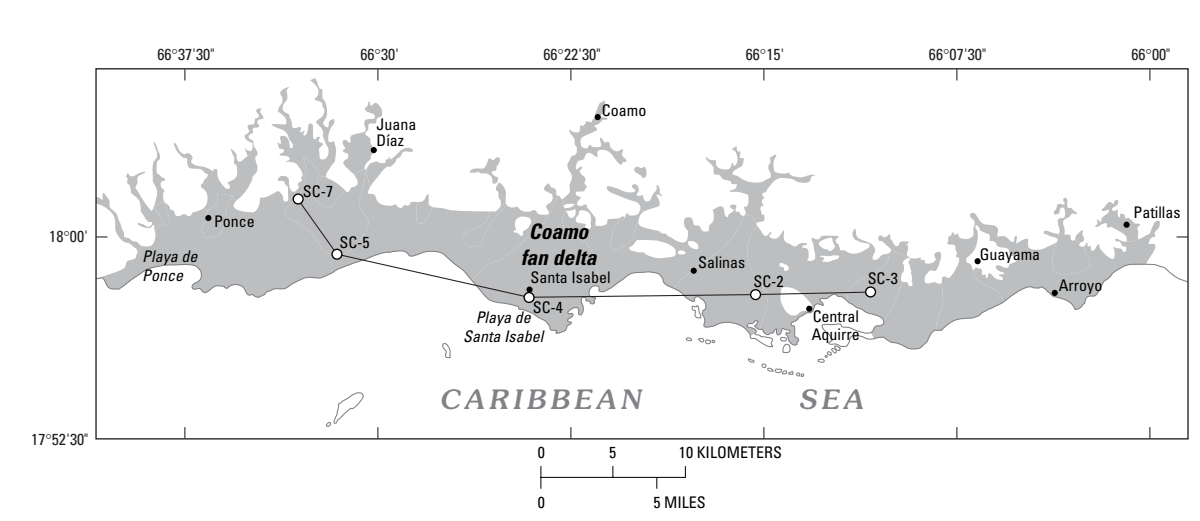 66°37'30"
66°30'
66°22'30"
66°15'
66°07'30"
66°00'
Coamo
Juana
Díaz
SC-7
Ponce
Patillas
18°00'
SC-5
Coamo
fan delta
Playa de
Ponce
Salinas
Guayama
Santa Isabel
SC-2
SC-3
Arroyo
SC-4
Playa de
Santa Isabel
Central
Aquirre
CARIBBEAN SEA
17°52'30"
0 5 10 KILOMETERS
0 5 MILES